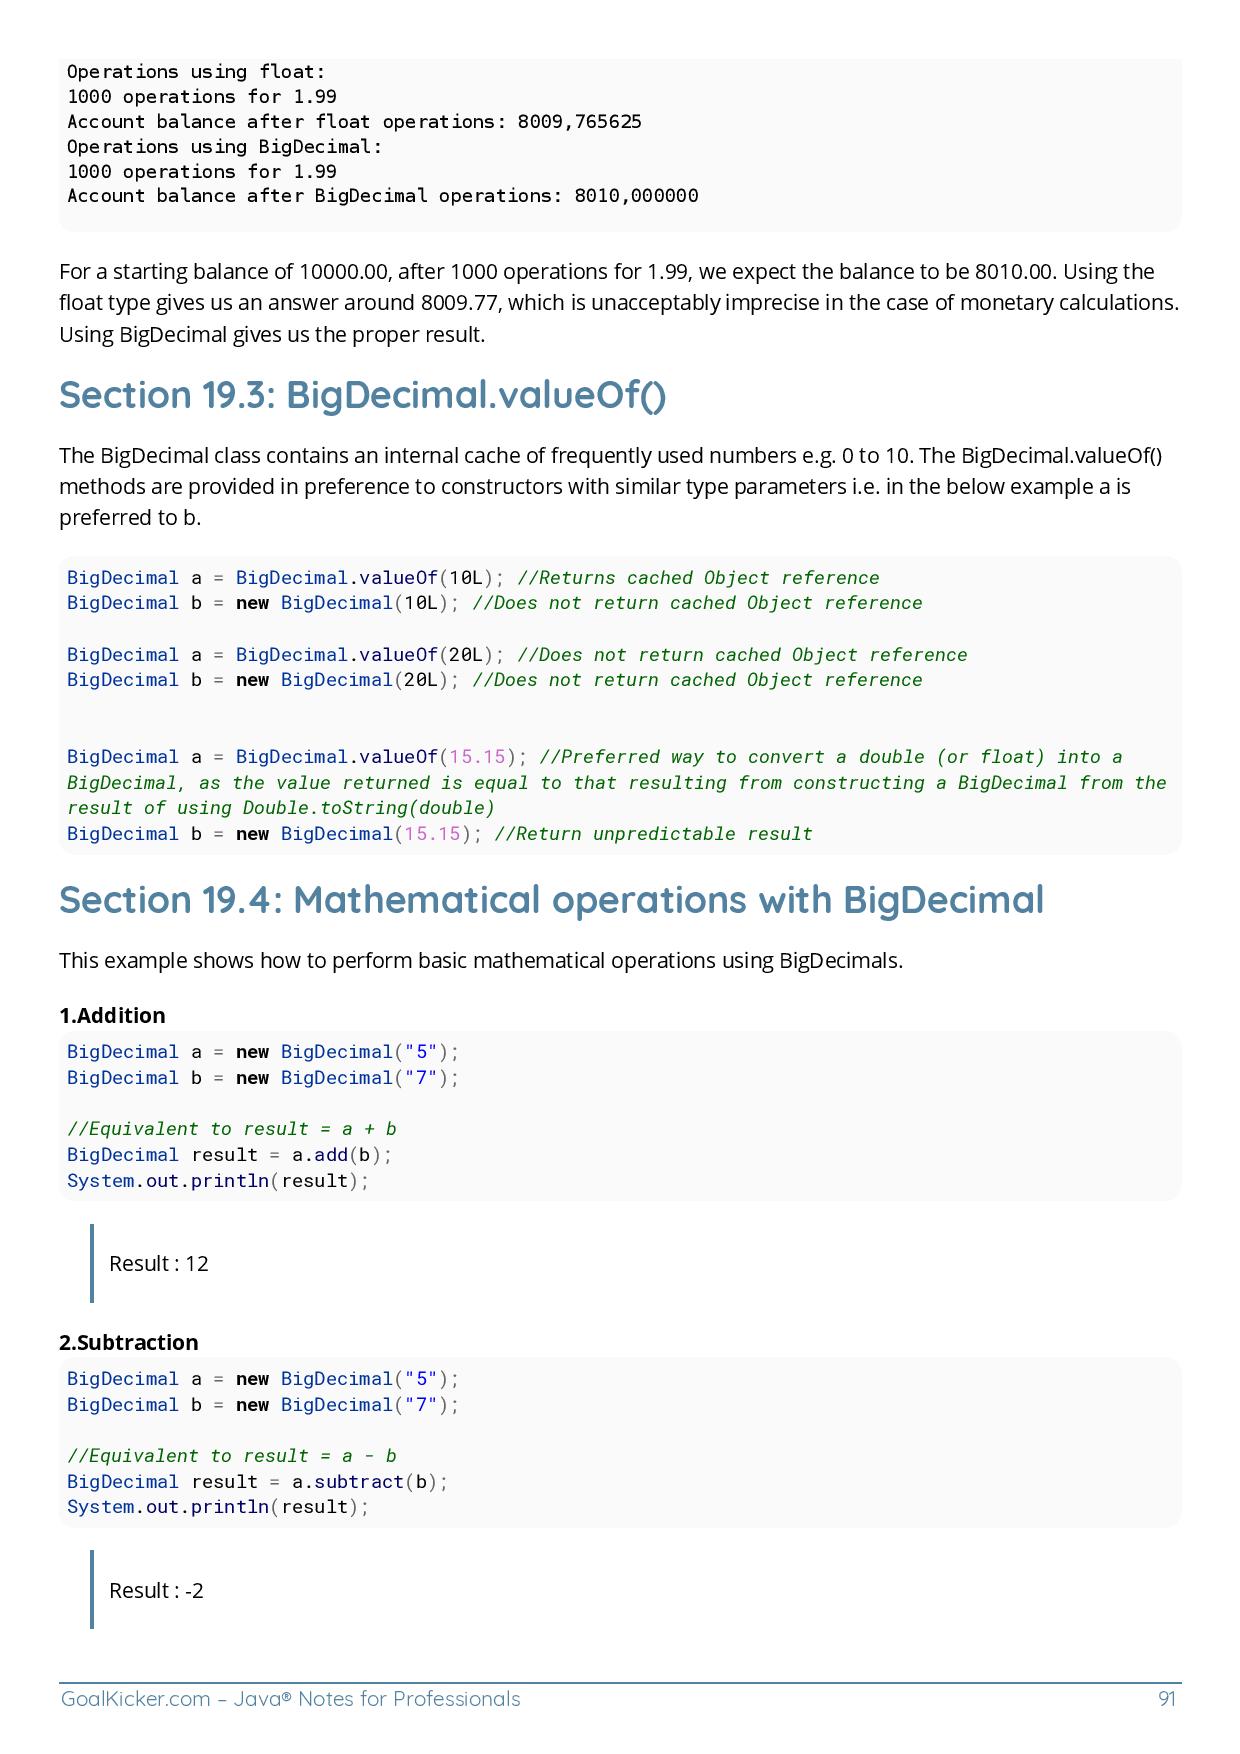 Operations using float:
1000 operations for 1.99
Account balance after float operations: 8009,765625
Operations using BigDecimal:
1000 operations for 1.99
Account balance after BigDecimal operations: 8010,000000
For a starting balance of 10000.00, after 1000 operations for 1.99, we expect the balance to be 8010.00. Using the
float type gives us an answer around 8009.77, which is unacceptably imprecise in the case of monetary calculations.
Using BigDecimal gives us the proper result.
Section 19.3: BigDecimal.valueOf()
The BigDecimal class contains an internal cache of frequently used numbers e.g. 0 to 10. The BigDecimal.valueOf()
methods are provided in preference to constructors with similar type parameters i.e. in the below example a is
preferred to b.
BigDecimal a = BigDecimal.valueOf(10L); //Returns cached Object reference
BigDecimal b = new BigDecimal(10L); //Does not return cached Object reference
BigDecimal a = BigDecimal.valueOf(20L); //Does not return cached Object reference
BigDecimal b = new BigDecimal(20L); //Does not return cached Object reference
BigDecimal a = BigDecimal.valueOf(15.15); //Preferred way to convert a double (or float) into a
BigDecimal, as the value returned is equal to that resulting from constructing a BigDecimal from the
result of using Double.toString(double)
BigDecimal b = new BigDecimal(15.15); //Return unpredictable result
Section 19.4: Mathematical operations with BigDecimal
This example shows how to perform basic mathematical operations using BigDecimals.
1.Addition
BigDecimal a = new BigDecimal("5");
BigDecimal b = new BigDecimal("7");
//Equivalent to result = a + b
BigDecimal result = a.add(b);
System.out.println(result);
Result : 12
2.Subtraction
BigDecimal a = new BigDecimal("5");
BigDecimal b = new BigDecimal("7");
//Equivalent to result = a - b
BigDecimal result = a.subtract(b);
System.out.println(result);
Result : -2
GoalKicker.com – Java® Notes for Professionals 91